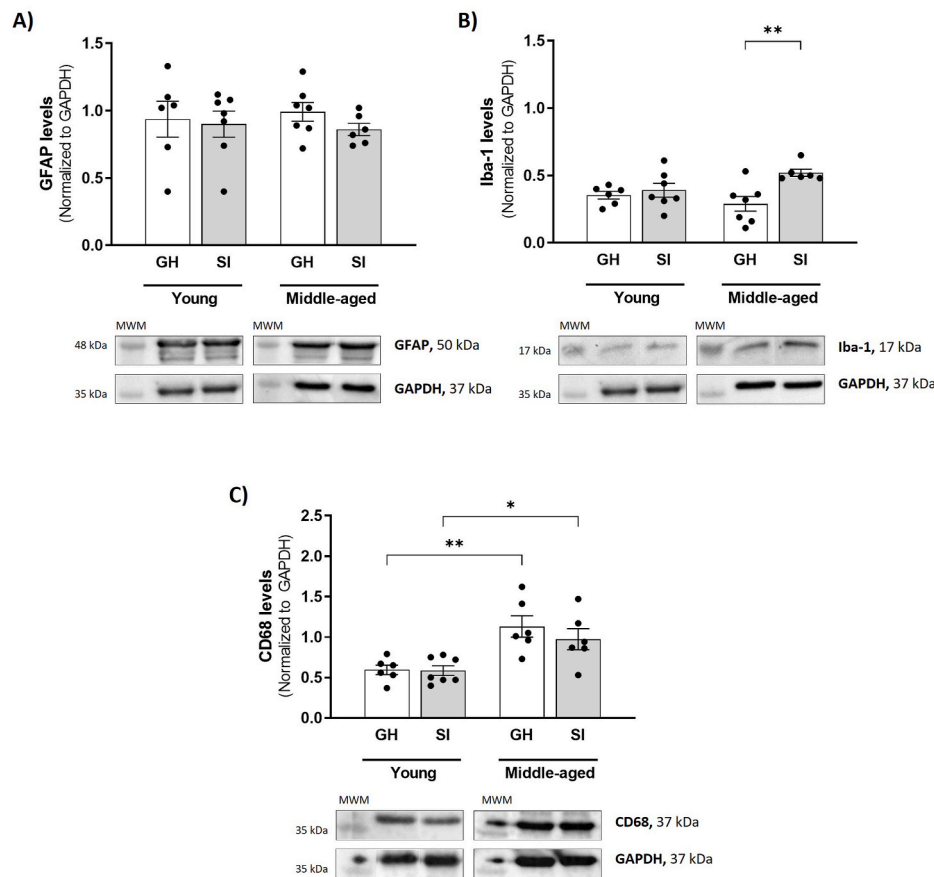 A)
GFAP levels
(Normalized to GAPDH)
1.5
1.0
0.5
0.0
GH SI GH SI
Young Middle-aged
MWM MWM
48 kDa GFAP, 50 kDa
35 kDa GAPDH, 37 kDa
B)
Iba-1 levels
(Normalized to GAPDH)
**
1.5
1.0
0.5
0.0
GH SI GH SI
Young Middle-aged
MWM MWM
17 kDa Iba-1, 17 kDa
35 kDa GAPDH, 37 kDa
C)
CD68 levels
(Normalized to GAPDH)
2.5
*
2.0
**
1.5
1.0
0.5
0.0
GH SI GH SI
Young Middle-aged
MWM MWM
35 kDa CD68, 37 kDa
35 kDa GAPDH, 37 kDa